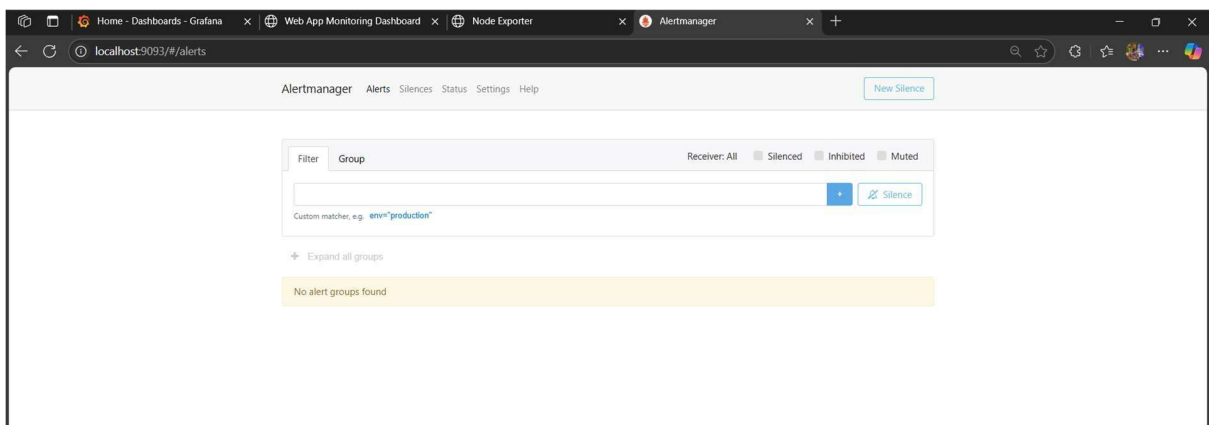 Home - Dashboards - Grafana Web App Monitoring Dashboard Node Exporter Alertmanager
localhost:9093/#/alerts
Alertmanager Alerts Silences Status Settings Help New Silence
Filter Group Receiver: All Silenced Inhibited Muted
+ Silence
Custom matcher, e.g. env="production"
+ Expand all groups
No alert groups found